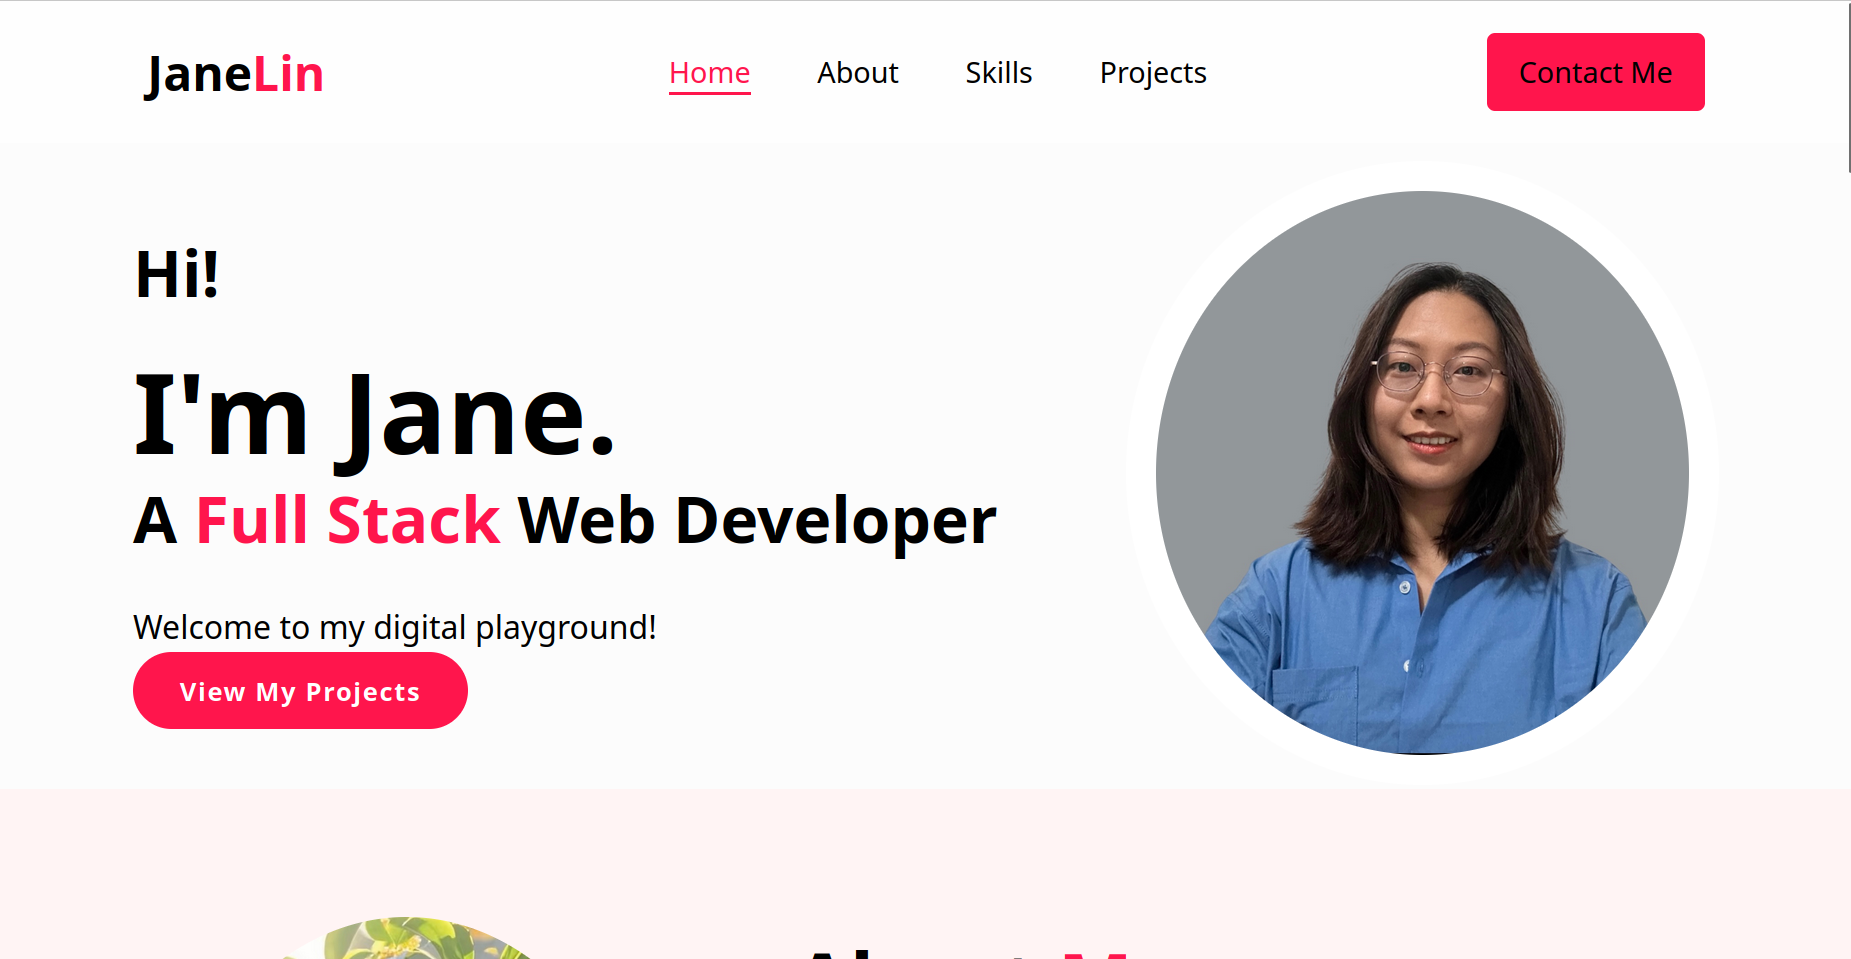 JaneLin
Home About Skills Projects
Contact Me
Hi!
I'm Jane.
A Full Stack Web Developer
Welcome to my digital playground!
View My Projects